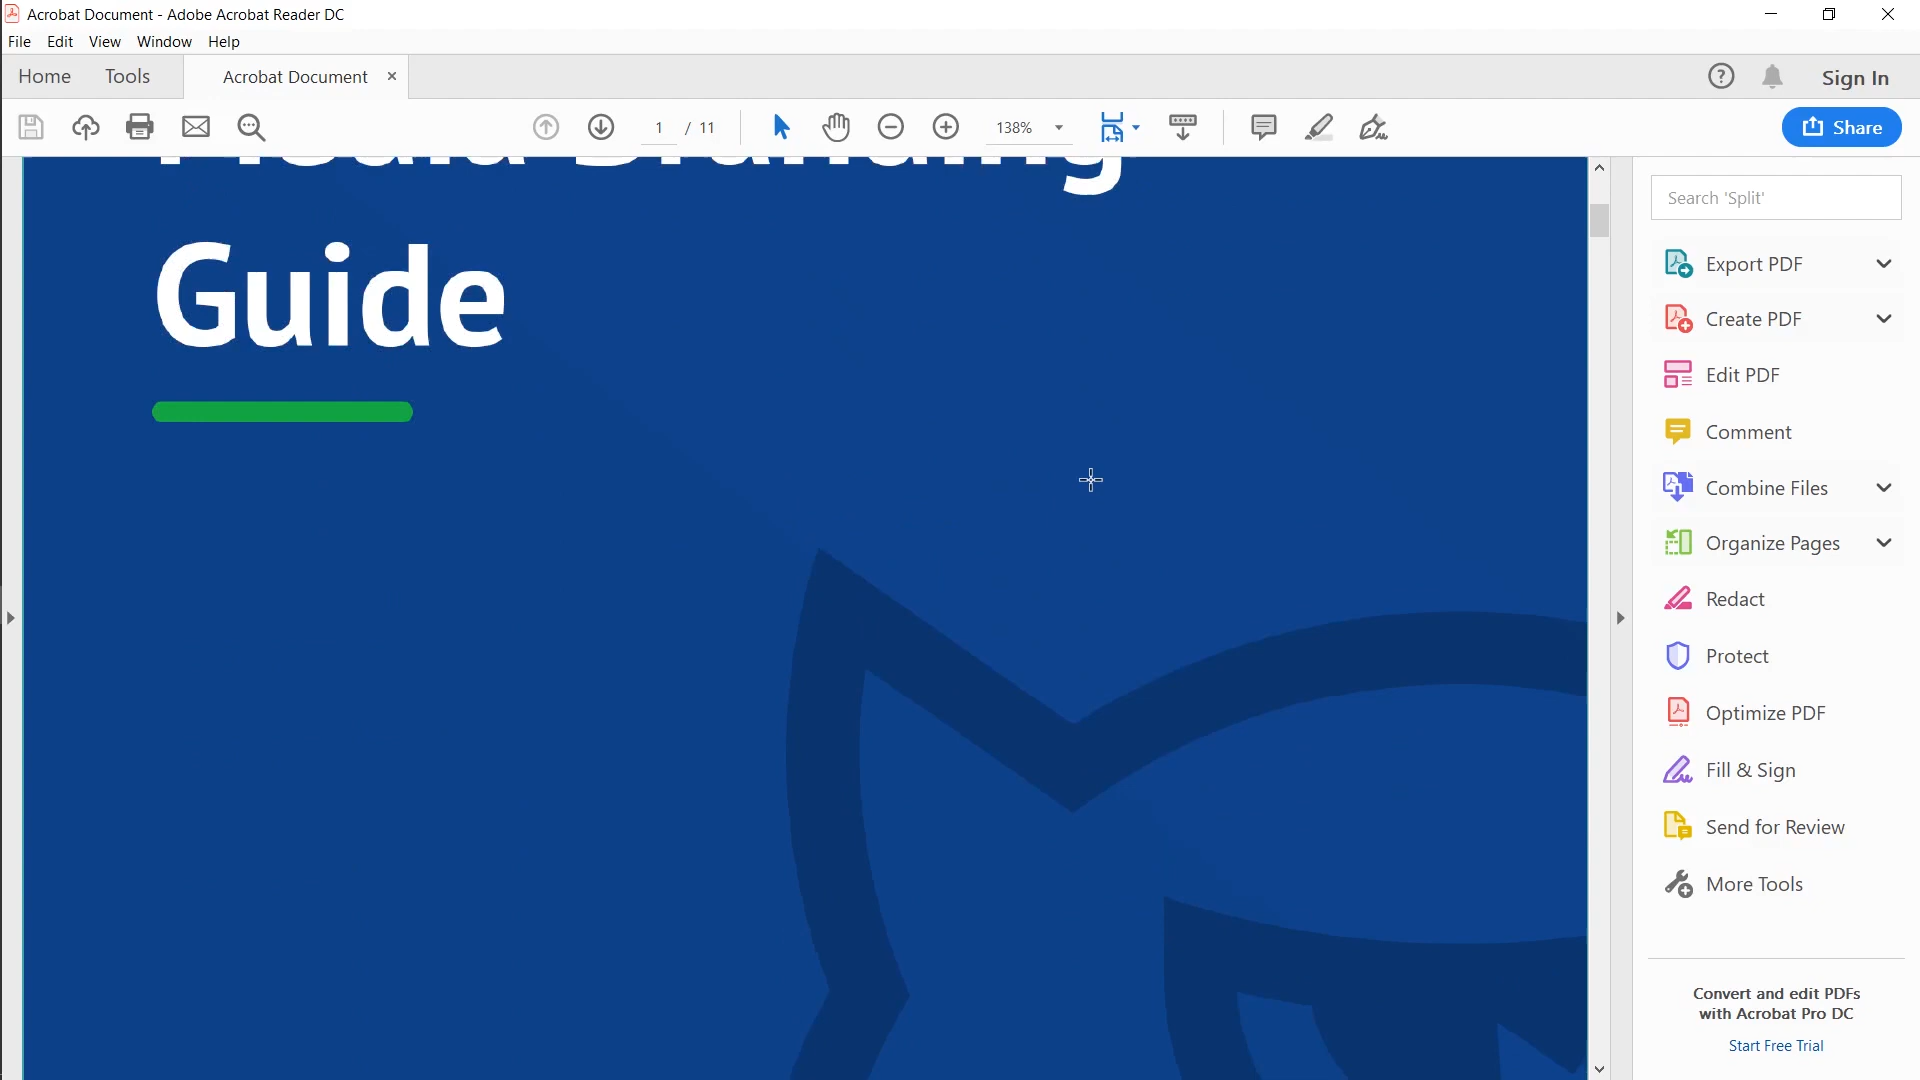 Acrobat Document - Adobe Acrobat Reader DC
File Edit View Window Help
Home Tools Acrobat Document × ? Sign In
1 / 11 138% Share
Branding
Guide
Search 'Split'
Export PDF
Create PDF
Edit PDF
Comment
Combine Files
Organize Pages
Redact
Protect
Optimize PDF
Fill & Sign
Send for Review
More Tools
Convert and edit PDFs
with Acrobat Pro DC
Start Free Trial